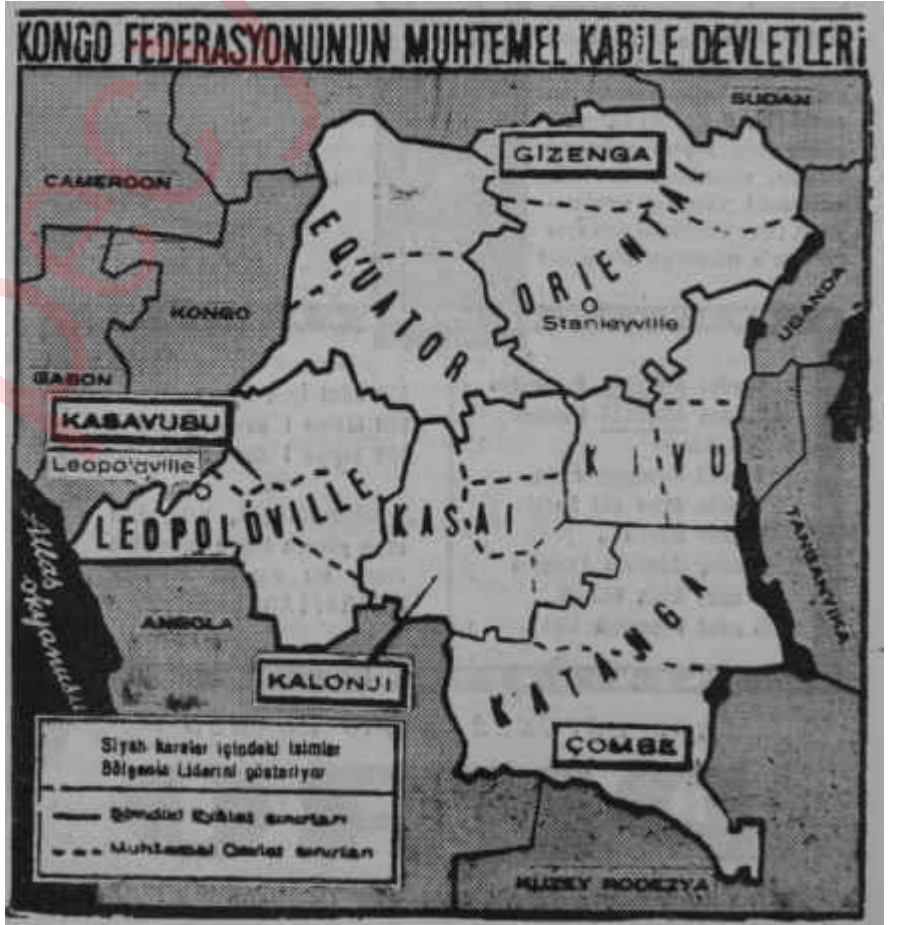 KONGO FEDERASYONUNUN MUHTEMEL KABİLE DEVLETLERİ
SUDAN
GİZENGA
CAMEROON
EQUATOR
ORIENTAL
UGANDA
KONGO
Stanleyville
GABON
KASAVUBU
Leopoldville
KIVU
LEOPOLDVILLE
KASAI
Atlas okyanusu
TANGANYIKA
ANGOLA
KATANGA
KALONJI
ÇOMBE
Siyah kareler içindeki isimler
Bölgenin Liderini gösteriyor
Şimdiki Eyâlet sınırları
Muhtemel Devlet sınırları
KUZEY RODEZYA